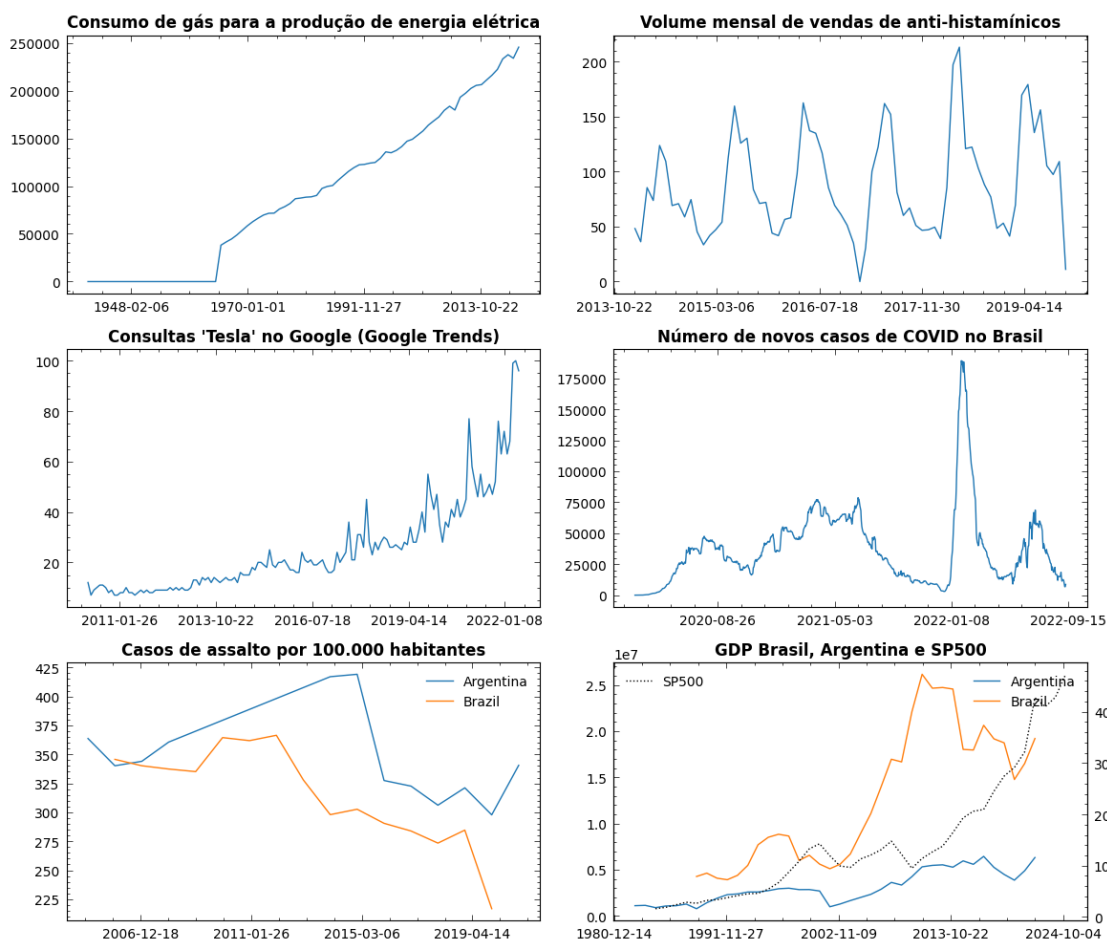 Consumo de gás para a produção de energia elétrica
250000
200000
150000
100000
50000
0
1948-02-06 1970-01-01 1991-11-27 2013-10-22
Volume mensal de vendas de anti-histamínicos
200
150
100
50
0
2013-10-22 2015-03-06 2016-07-18 2017-11-30 2019-04-14
Consultas 'Tesla' no Google (Google Trends)
100
80
60
40
20
2011-01-26 2013-10-22 2016-07-18 2019-04-14 2022-01-08
Número de novos casos de COVID no Brasil
175000
150000
125000
100000
75000
50000
25000
0
2020-08-26 2021-05-03 2022-01-08 2022-09-15
Casos de assalto por 100.000 habitantes
425
400
375
350
325
300
275
250
225
Argentina
Brazil
2006-12-18 2011-01-26 2015-03-06 2019-04-14
GDP Brasil, Argentina e SP500
1e7
2.5
2.0
1.5
1.0
0.5
0.0
SP500
Argentina
Brazil
1980-12-14 1991-11-27 2002-11-09 2013-10-22 2024-10-04